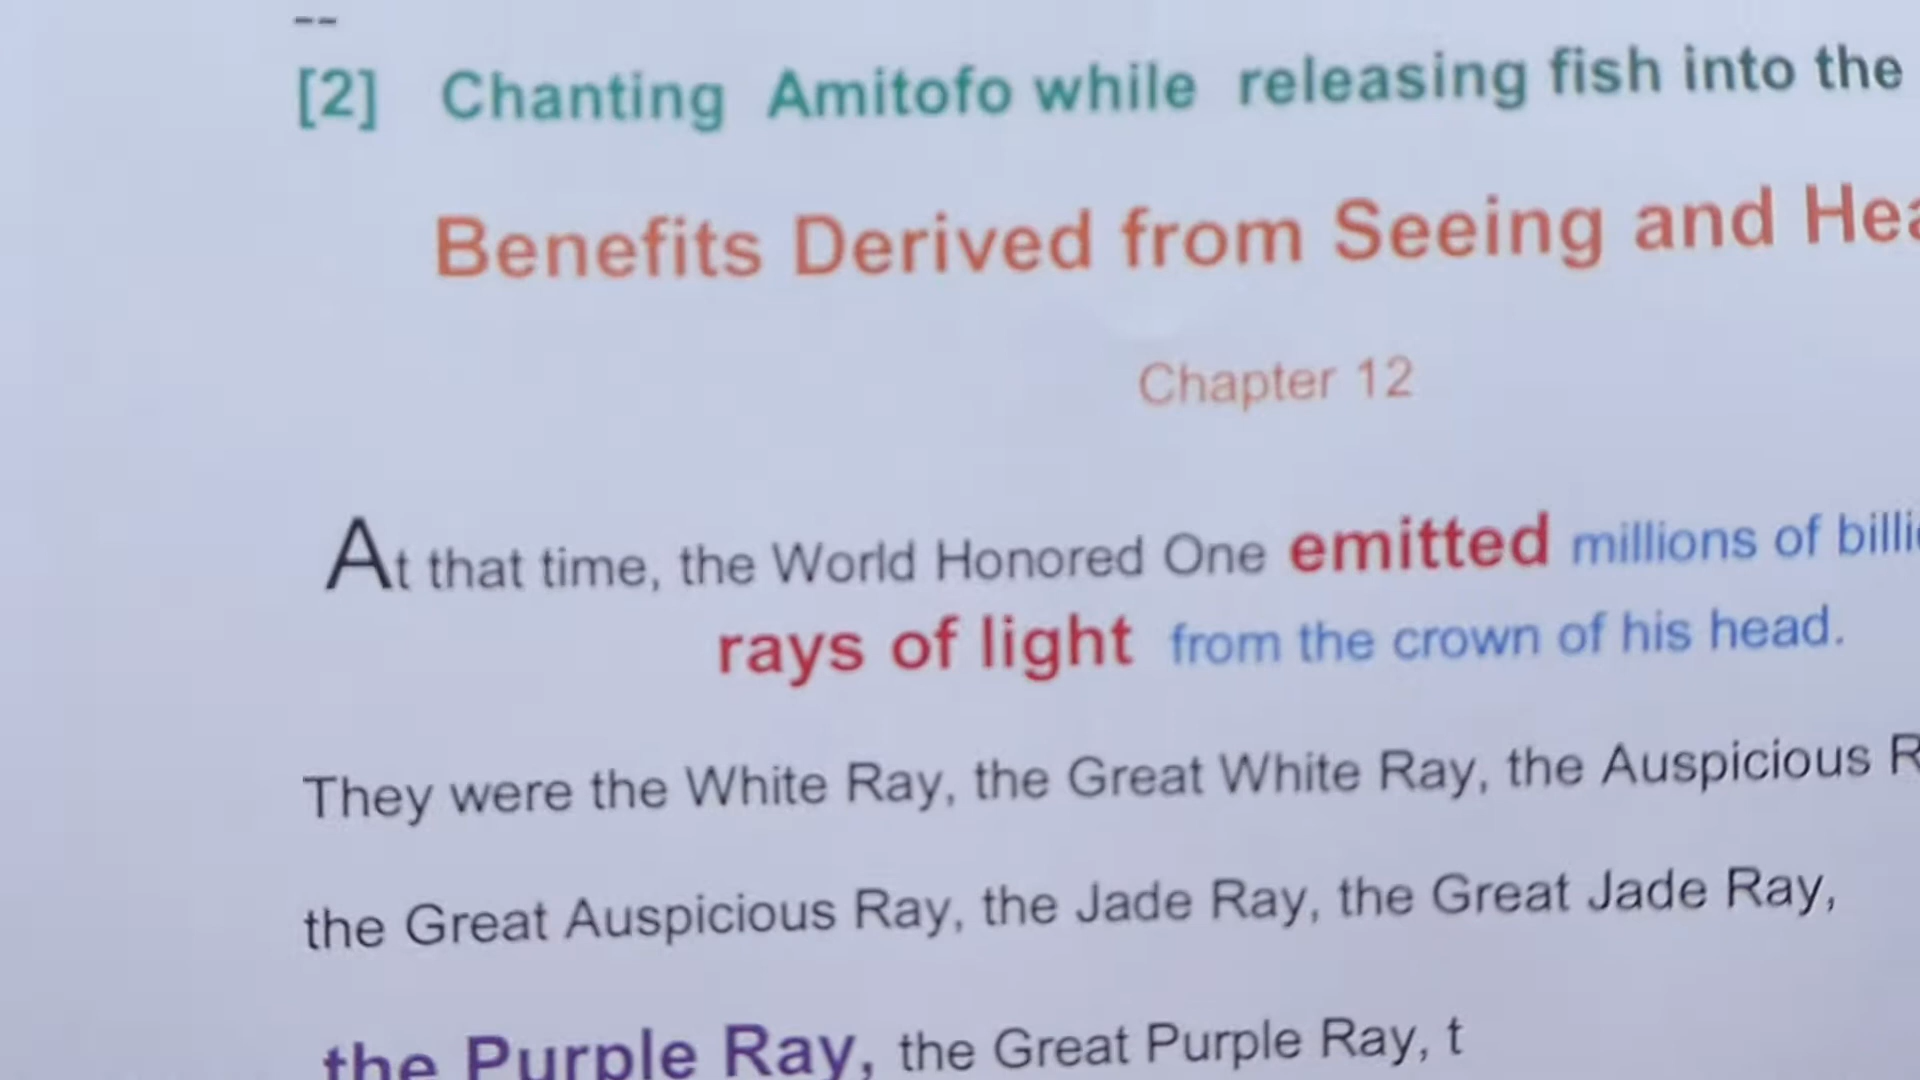 --
[2] Chanting Amitofo while releasing fish into the
Benefits Derived from Seeing and
Chapter 12
At that time, the World Honored One emitted millions of
rays of light from the crown of his head.
They were the White Ray, the Great White Ray, the Auspicious
the Great Auspicious Ray, the Jade Ray, the Great Jade Ray,
the Purple Ray, the Great Purple Ray, t